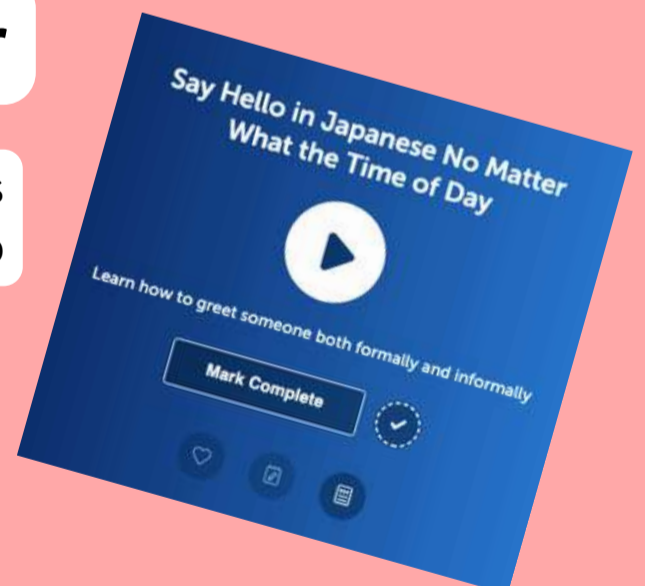 Say Hello in Japanese No Matter
What the Time of Day
Learn how to greet someone both formally and informally
Mark Complete